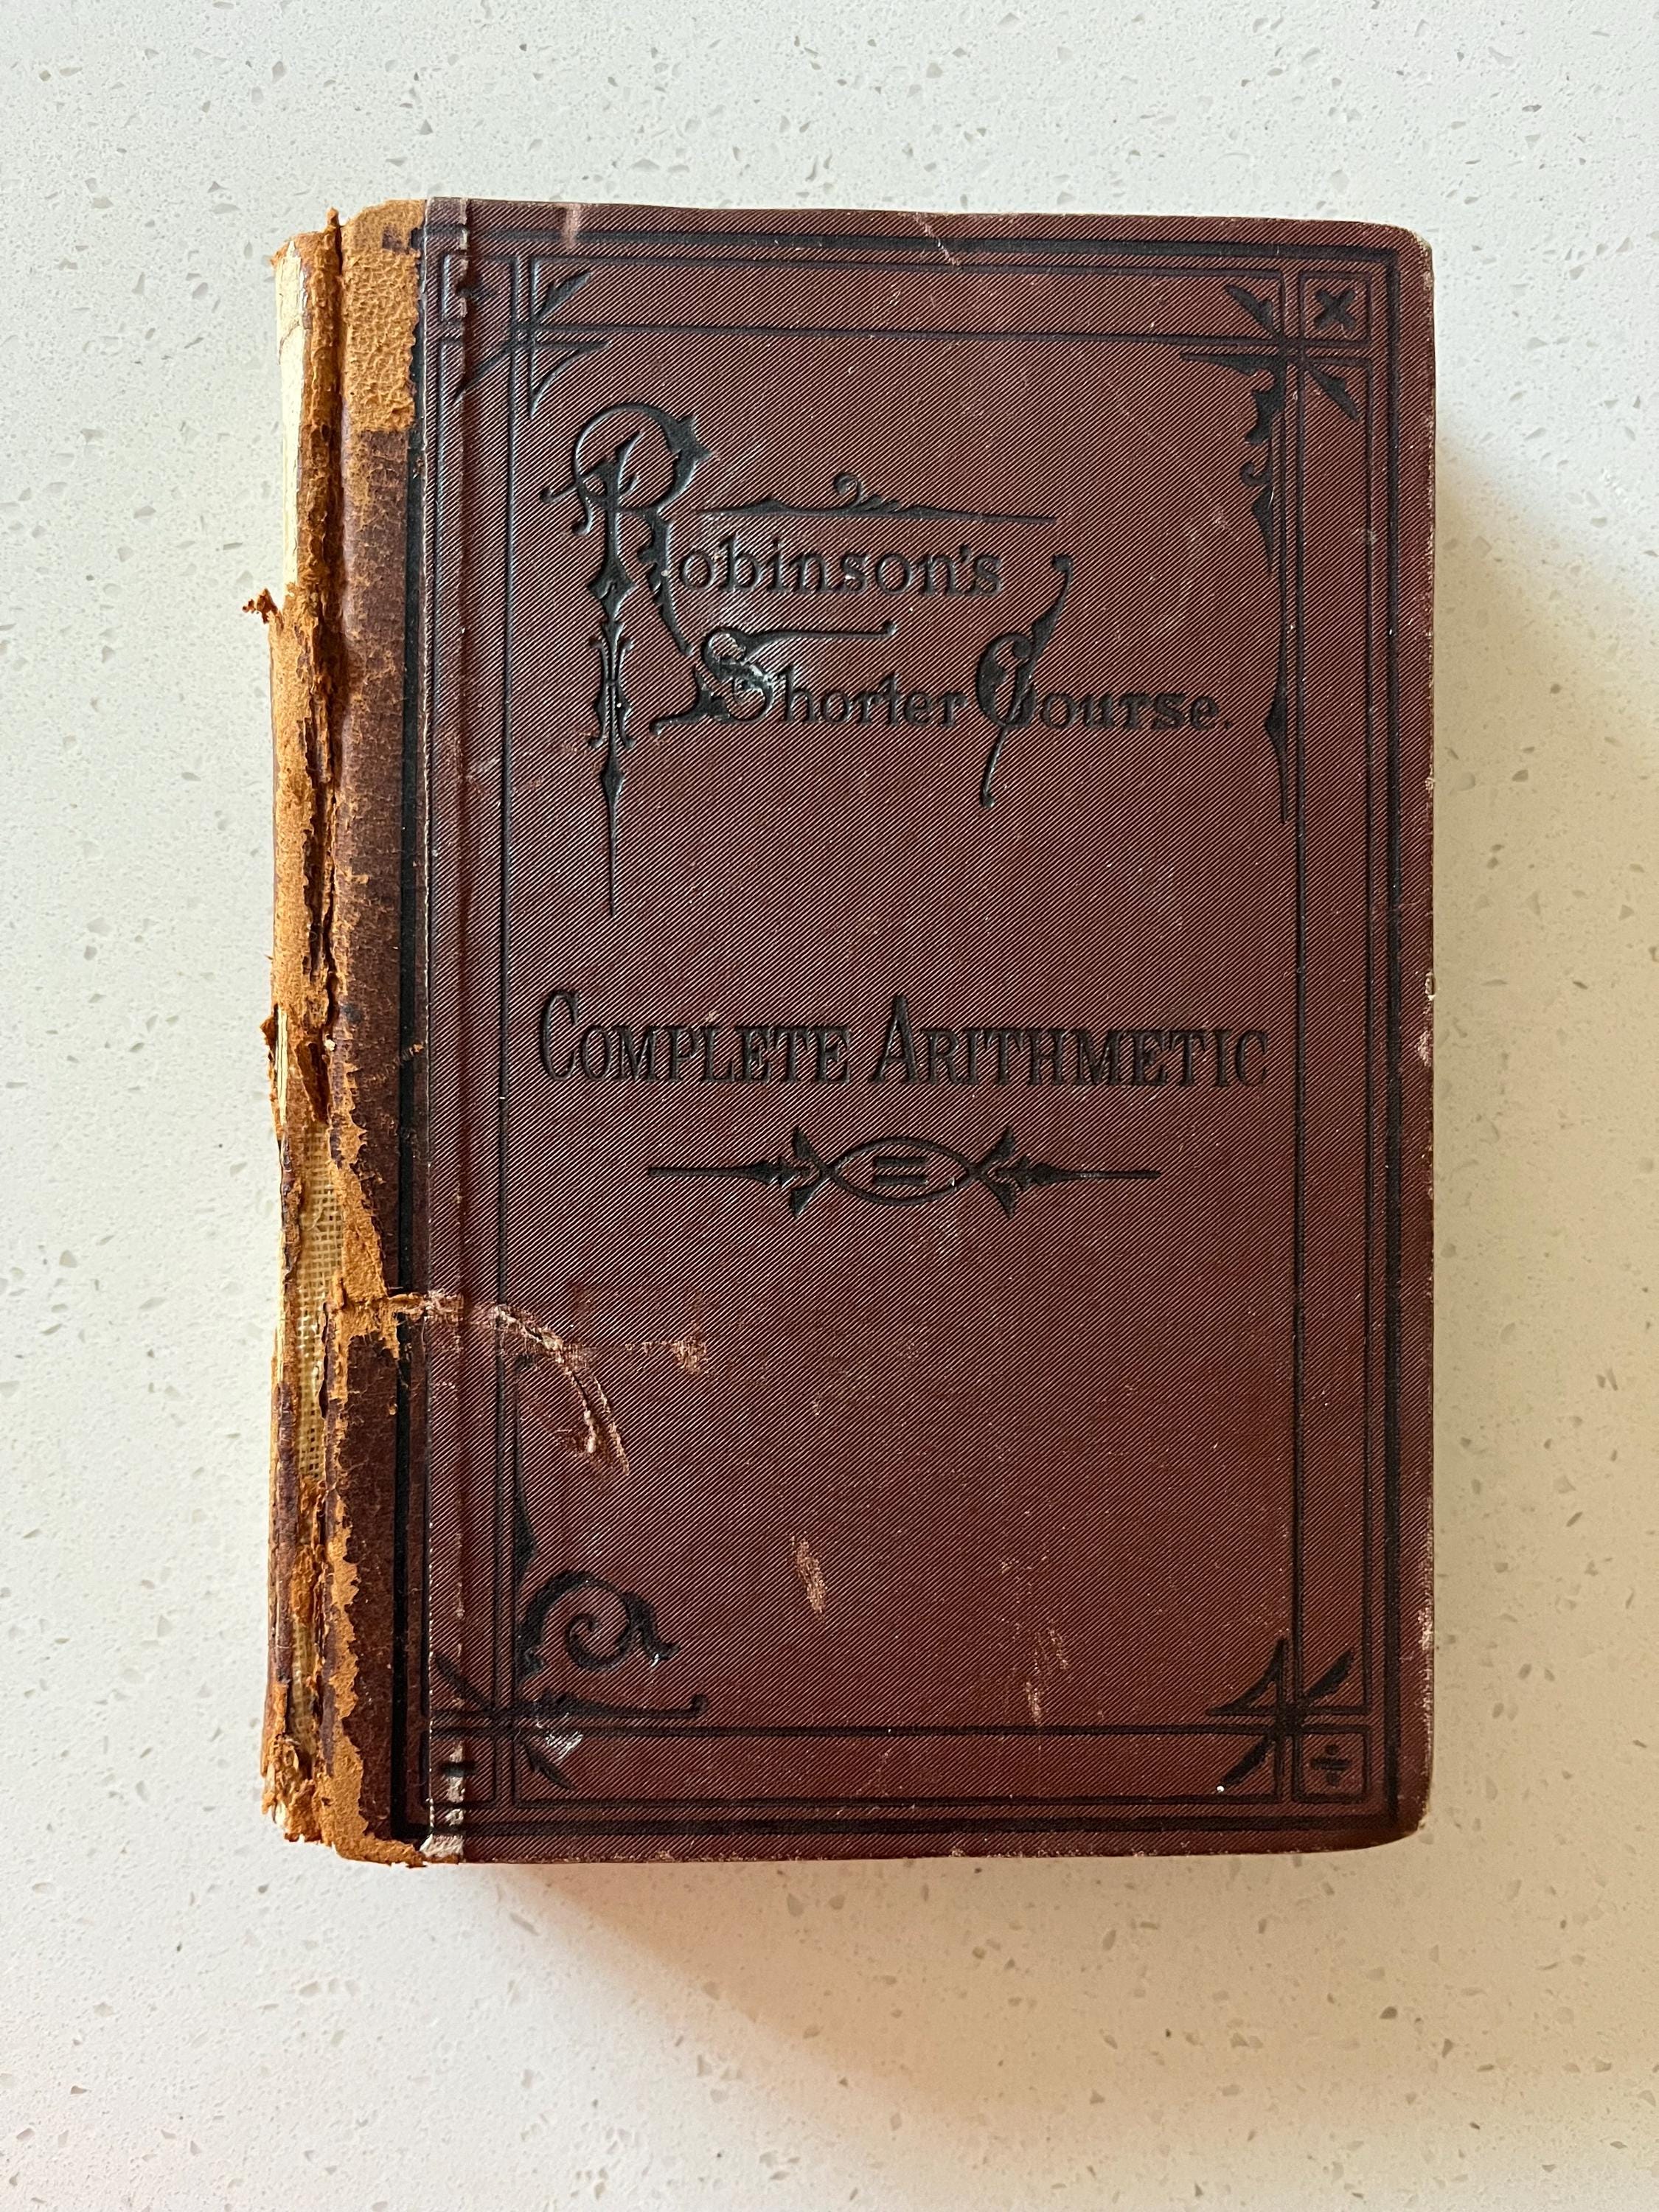 Robinson's
Shorter Course.
COMPLETE ARITHMETIC
=
×
÷